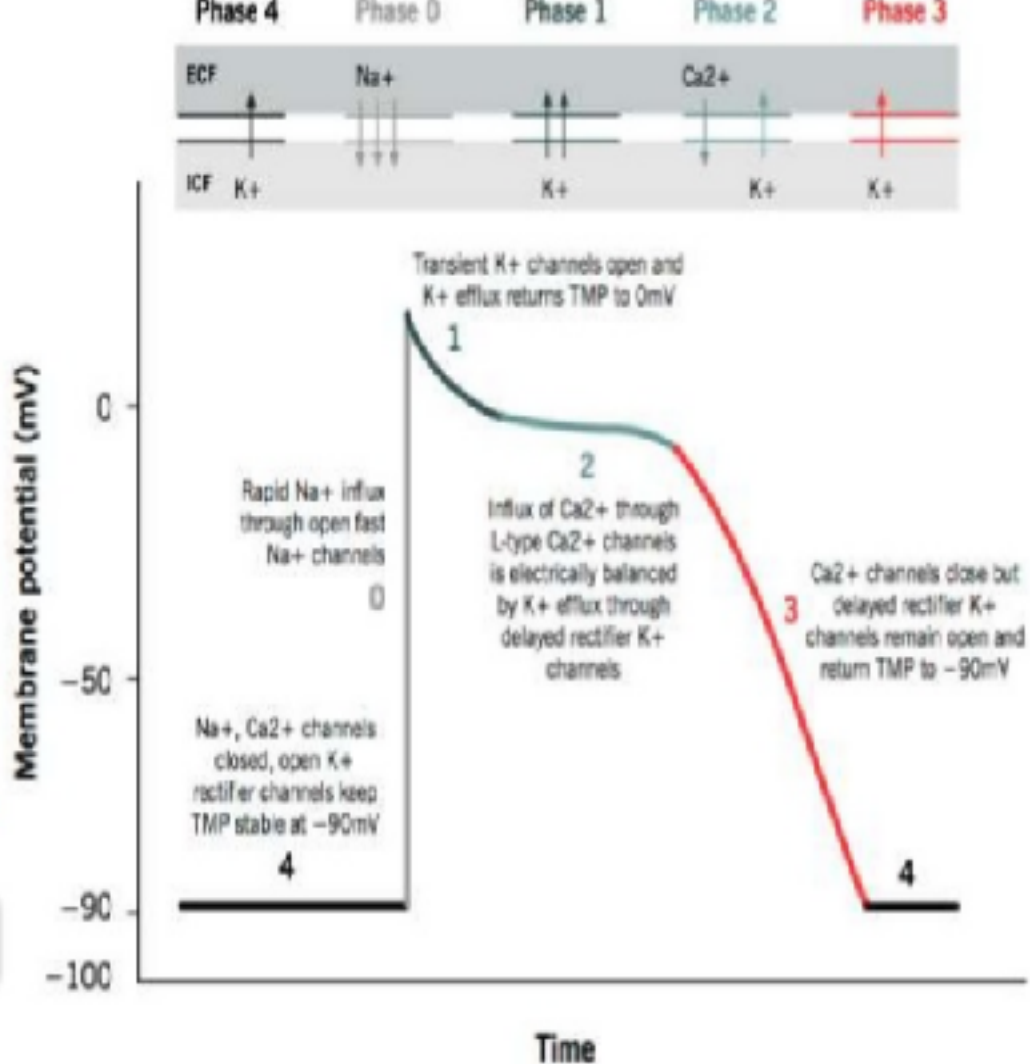 Phase 4 Phase 0 Phase 1 Phase 2 Phase 3
ECF Na+ Ca2+
ICF K+ K+ K+ K+
Transient K+ channels open and
K+ efflux returns TMP to 0mV
1
0
2
Rapid Na+ influx
through open fast
Na+ channels
0
Influx of Ca2+ through
L-type Ca2+ channels
is electrically balanced
by K+ efflux through
delayed rectifier K+
channels
3
Ca2+ channels close but
delayed rectifier K+
channels remain open and
return TMP to −90mV
−50
Na+, Ca2+ channels
closed, open K+
rectifier channels keep
TMP stable at −90mV
4
4
−90
−100
Membrane potential (mV)
Time